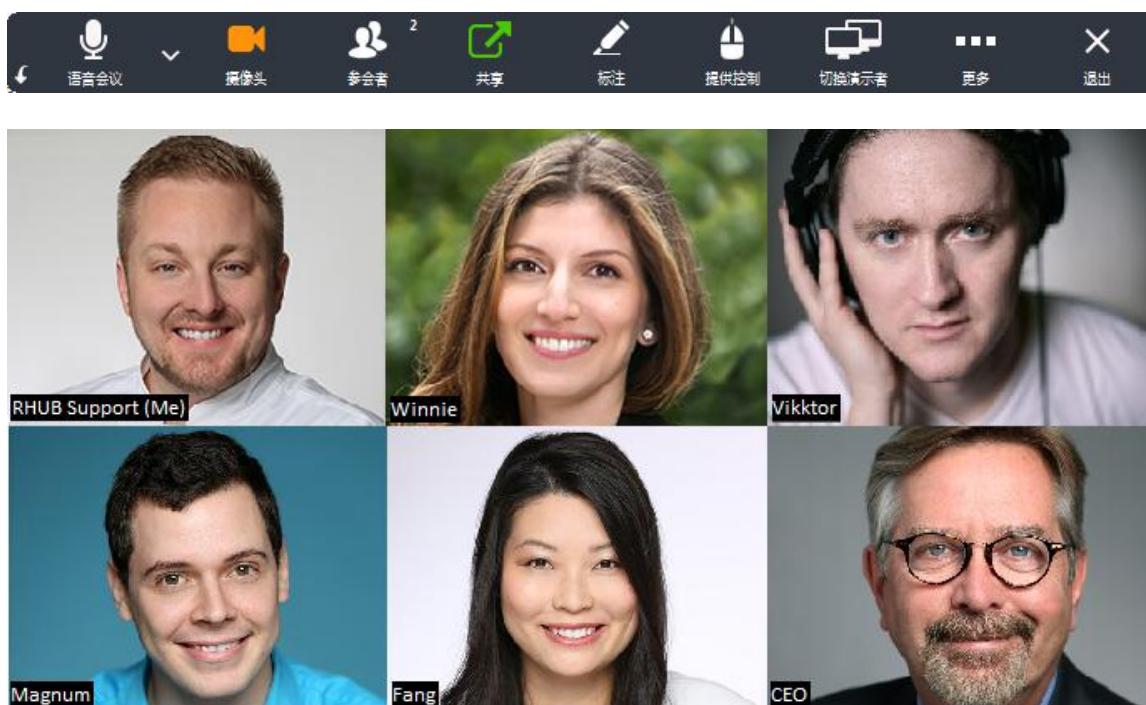 语音会议
摄像头
2
参会者
共享
标注
提供控制
切换演示者
更多
退出
RHUB Support (Me)
Winnie
Vikktor
Magnum
Fang
CEO